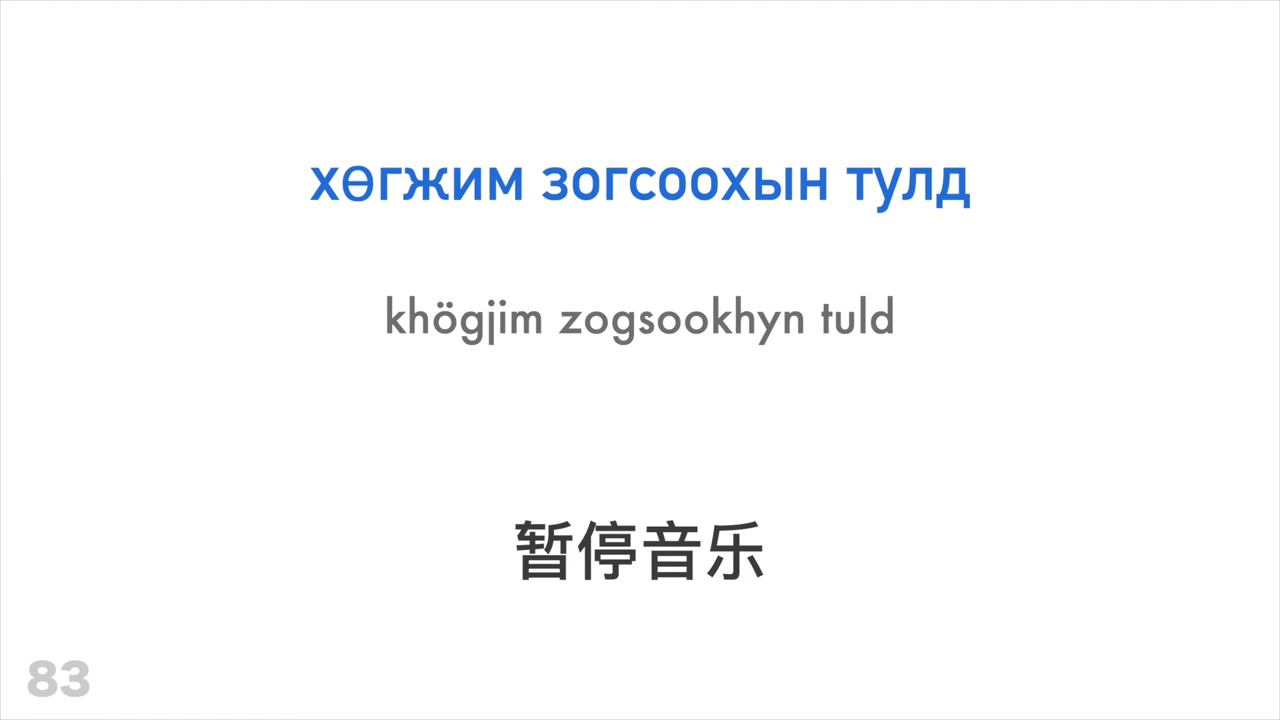 хөгжим зогсоохын тулд
khögjim zogsookhyn tuld
暂停音乐
83